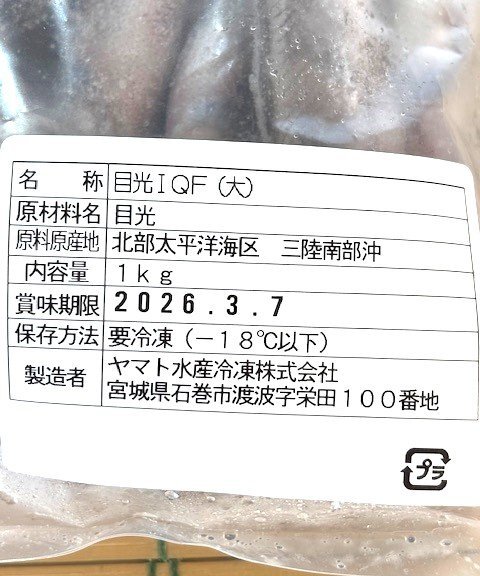 名　称 目光ＩＱＦ（大）
原材料名 目光
原料原産地 北部太平洋海区　三陸南部沖
内容量 １ｋｇ
賞味期限 2026.3.7
保存方法 要冷凍（－１８℃以下）
製造者 ヤマト水産冷凍株式会社
宮城県石巻市渡波字栄田１００番地
プラ